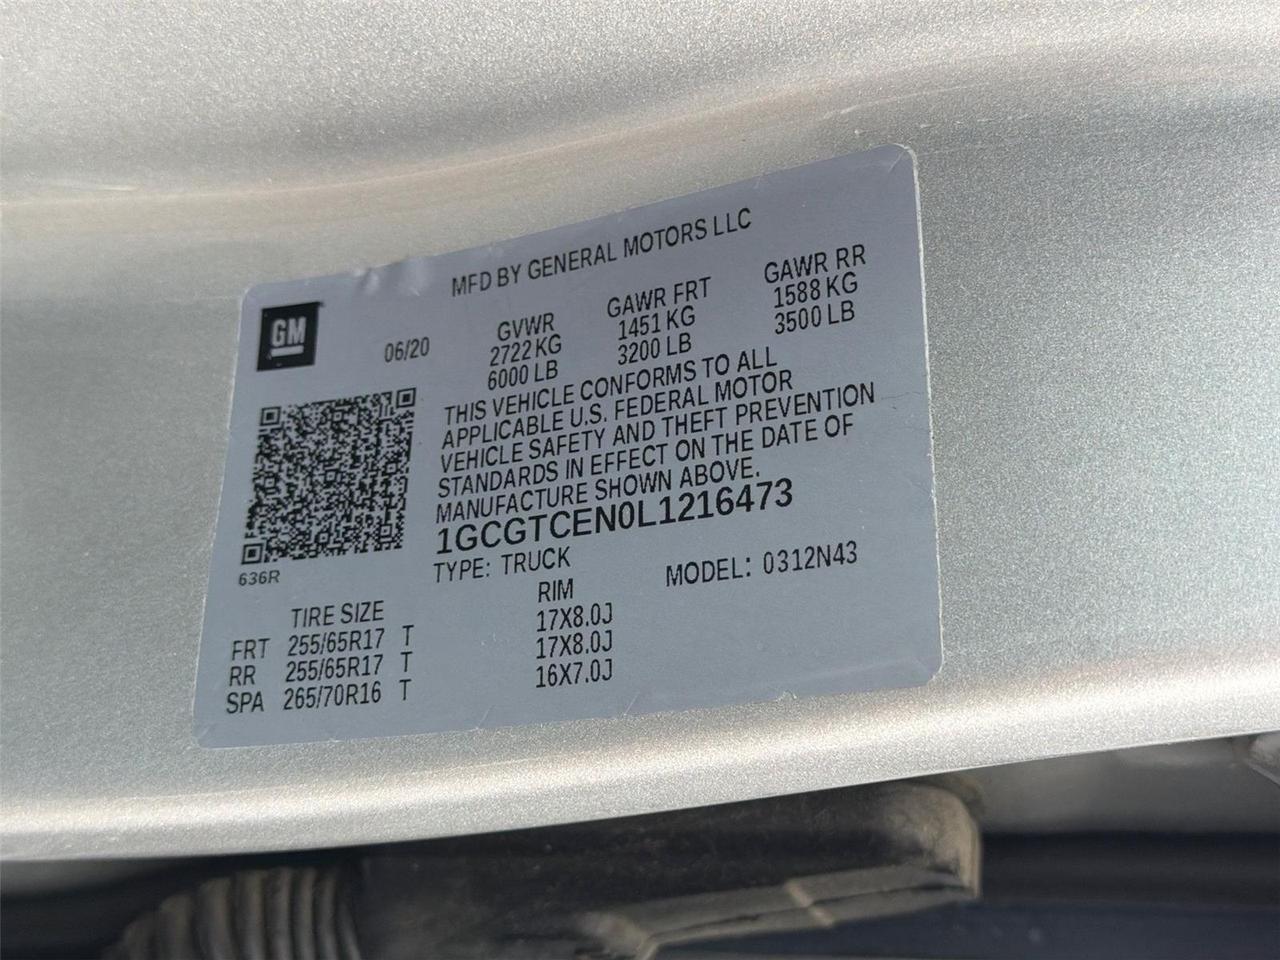 MFD BY GENERAL MOTORS LLC
GM
06/20
GVWR
2722 KG
6000 LB
GAWR FRT
1451 KG
3200 LB
GAWR RR
1588 KG
3500 LB
THIS VEHICLE CONFORMS TO ALL
APPLICABLE U.S. FEDERAL MOTOR
VEHICLE SAFETY AND THEFT PREVENTION
STANDARDS IN EFFECT ON THE DATE OF
MANUFACTURE SHOWN ABOVE.
1GCGTCEN0L1216473
636R
TYPE: TRUCK
MODEL: 0312N43
TIRE SIZE RIM
FRT 255/65R17 T 17X8.0J
RR 255/65R17 T 17X8.0J
SPA 265/70R16 T 16X7.0J